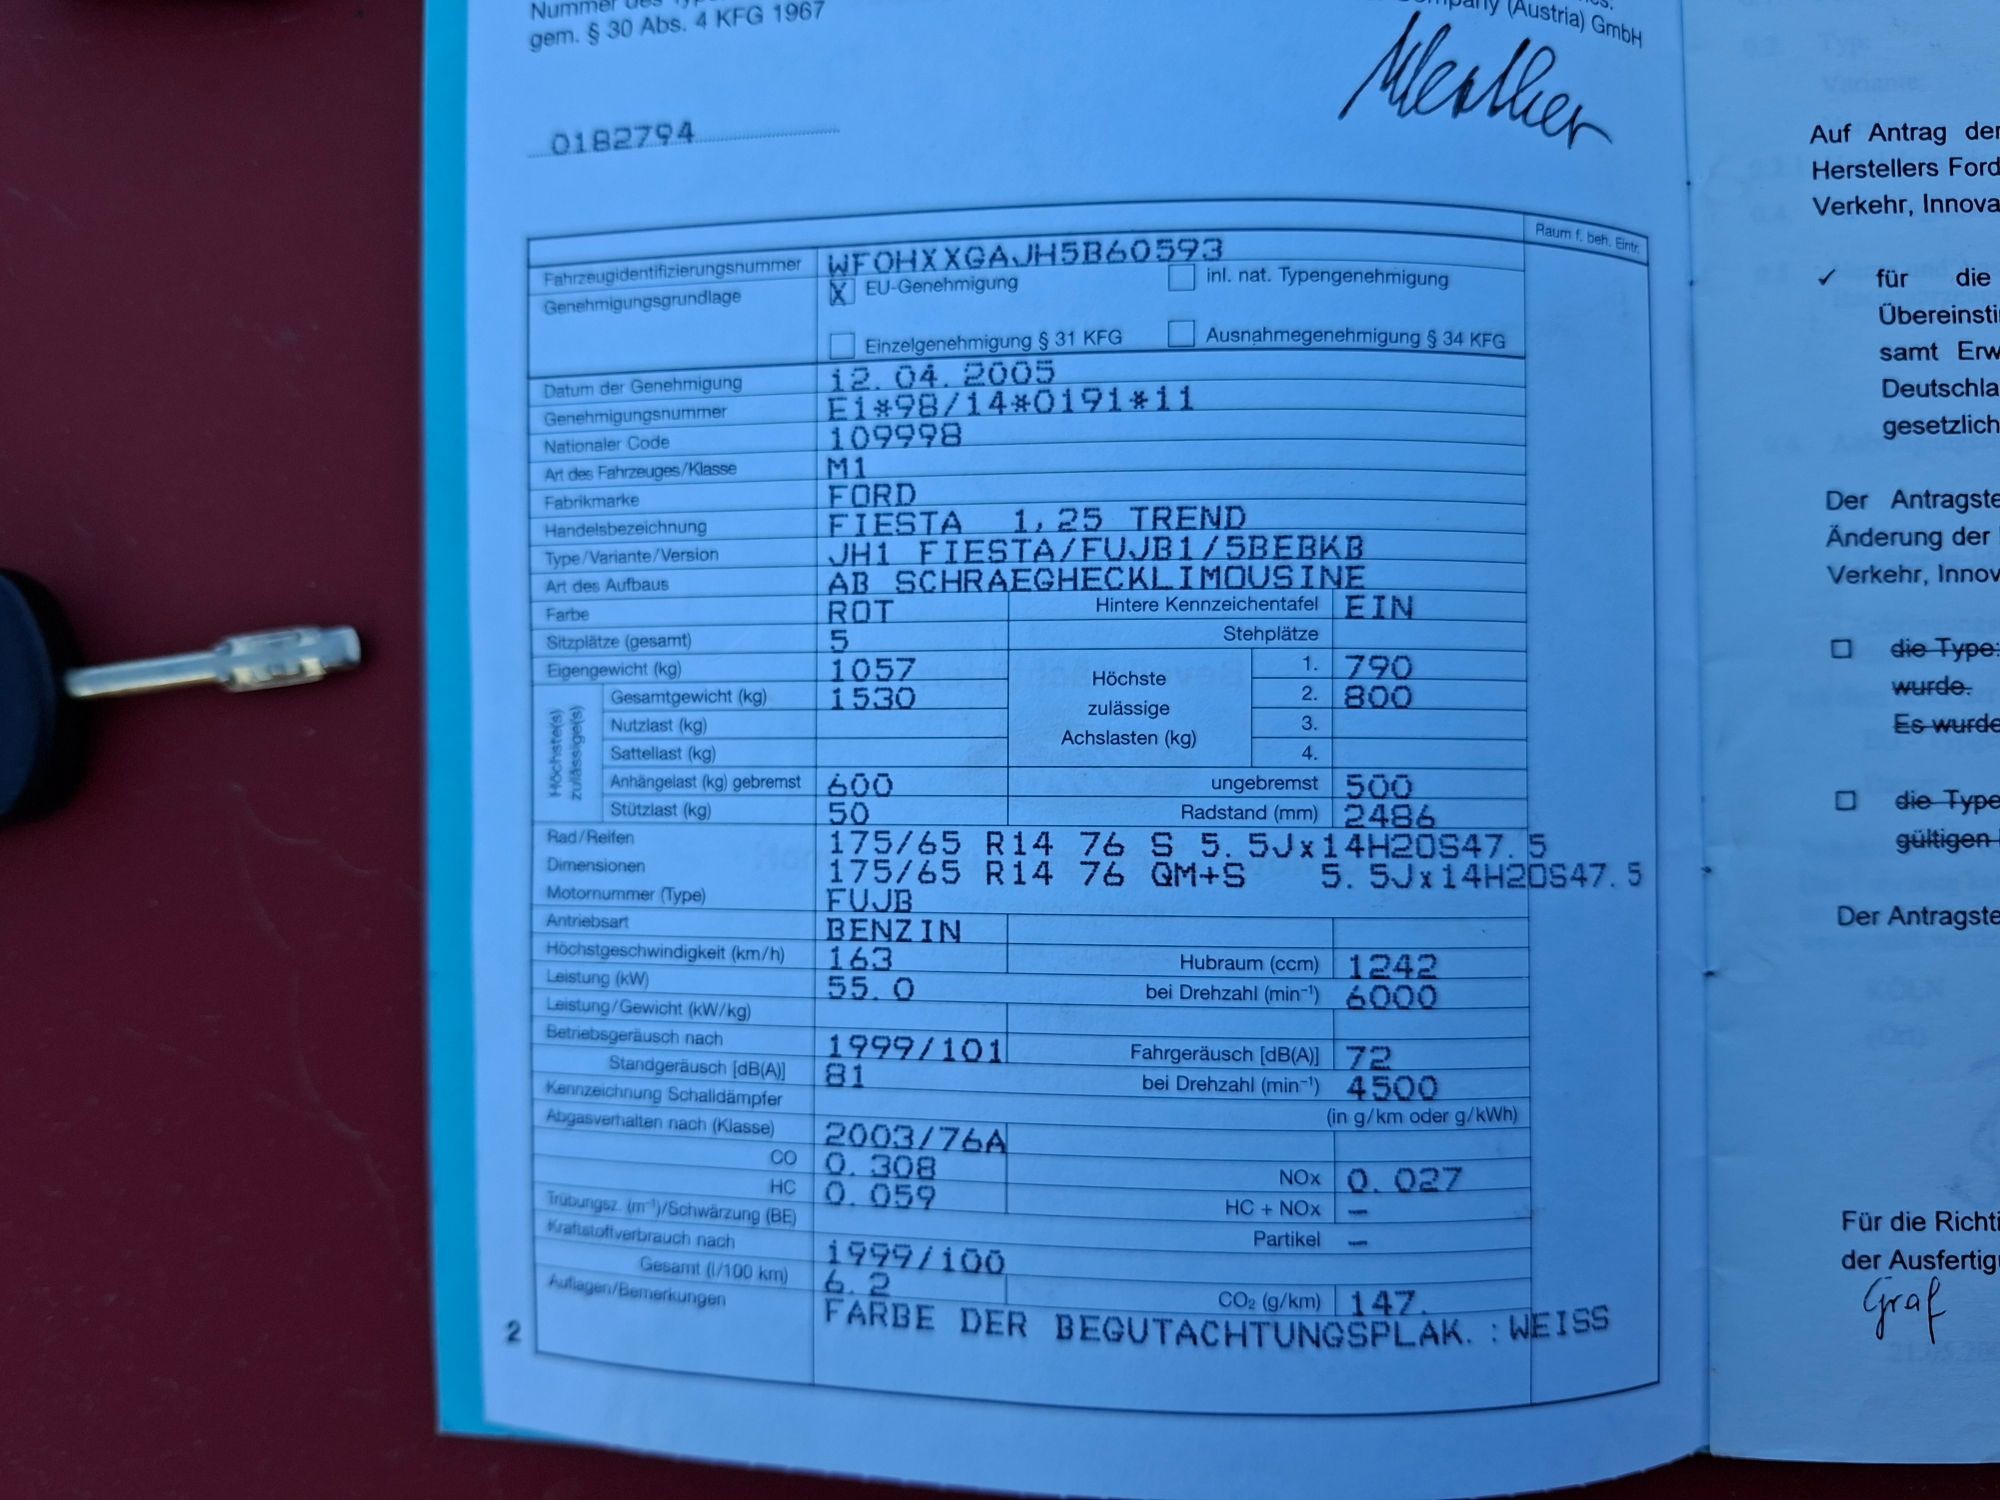 gem. § 30 Abs. 4 KFG 1967
(Austria) GmbH
0182794
Raum f. beh. Eintr.
Fahrzeugidentifizierungsnummer WF0HXXGAJH5B60593
Genehmigungsgrundlage X EU-Genehmigung inl. nat. Typengenehmigung
Einzelgenehmigung § 31 KFG Ausnahmegenehmigung § 34 KFG
Datum der Genehmigung 12.04.2005
Genehmigungsnummer E1*98/14*0191*11
Nationaler Code 109998
Art des Fahrzeuges/Klasse M1
Fabrikmarke FORD
Handelsbezeichnung FIESTA 1,25 TREND
Type/Variante/Version JH1 FIESTA/FUJB1/5BEBKB
Art des Aufbaus AB SCHRAEGHECKLIMOUSINE
Farbe ROT Hintere Kennzeichentafel EIN
Sitzplätze (gesamt) 5 Stehplätze
Eigengewicht (kg) 1057 Höchste zulässige Achslasten (kg) 1. 790
Höchste(s) zulässige(s) Gesamtgewicht (kg) 1530 2. 800
Nutzlast (kg) 3.
Sattellast (kg) 4.
Anhängelast (kg) gebremst 600 ungebremst 500
Stützlast (kg) 50 Radstand (mm) 2486
Rad/Reifen 175/65 R14 76 S 5.5Jx14H2OS47.5
Dimensionen 175/65 R14 76 QM+S 5.5Jx14H2OS47.5
Motornummer (Type) FUJB
Antriebsart BENZIN
Höchstgeschwindigkeit (km/h) 163 Hubraum (ccm) 1242
Leistung (kW) 55.0 bei Drehzahl (min⁻¹) 6000
Leistung/Gewicht (kW/kg)
Betriebsgeräusch nach 1999/101 Fahrgeräusch [dB(A)] 72
Standgeräusch [dB(A)] 81 bei Drehzahl (min⁻¹) 4500
Kennzeichnung Schalldämpfer (in g/km oder g/kWh)
Abgasverhalten nach (Klasse) 2003/76A
CO 0.308 NOx 0.027
HC 0.059 HC + NOx —
Trübungsz. (m⁻¹)/Schwärzung (BE) Partikel —
Kraftstoffverbrauch nach 1999/100
Gesamt (l/100 km) 6.2 CO₂ (g/km) 147.
Auflagen/Bemerkungen FARBE DER BEGUTACHTUNGSPLAK. :WEISS
2
Auf Antrag der
Herstellers Ford
Verkehr, Innova
✓ für die
Übereinsti
samt Erw
Deutschla
gesetzlich
Der Antragste
Änderung der
Verkehr, Innov
☐ die Type:
wurde.
Es wurde
☐ die Type
gültigen
Der Antragste
Für die Richti
der Ausfertig
Graf